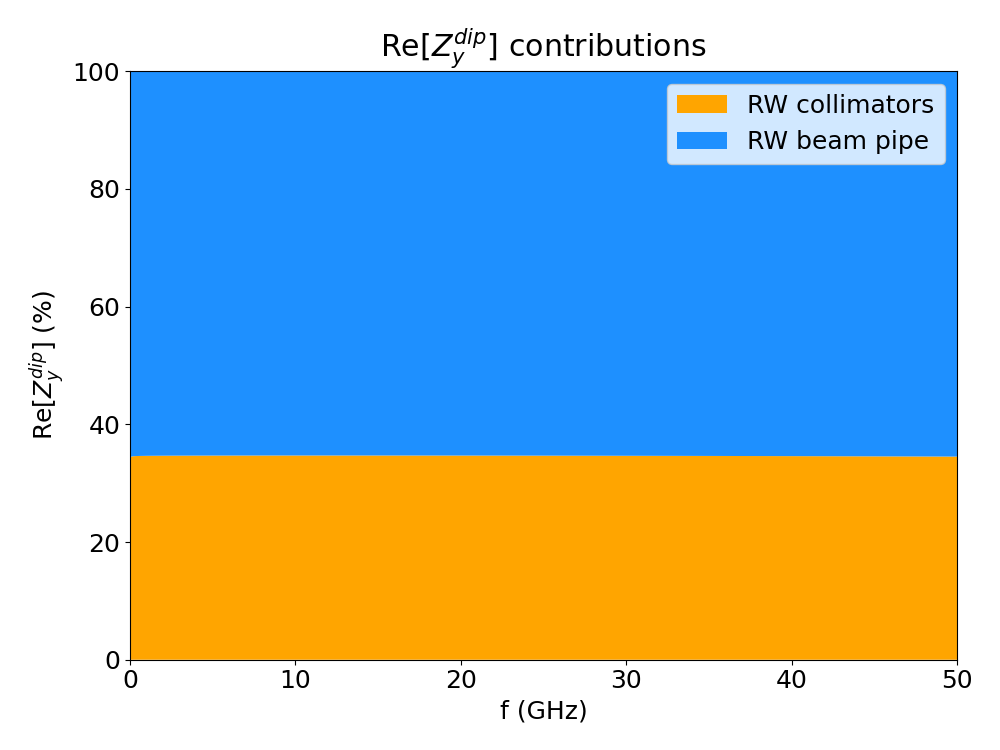 Re[Z_y^{dip}] contributions
RW collimators
RW beam pipe
Re[Z_y^{dip}] (%)
100
80
60
40
20
0
0 10 20 30 40 50
f (GHz)